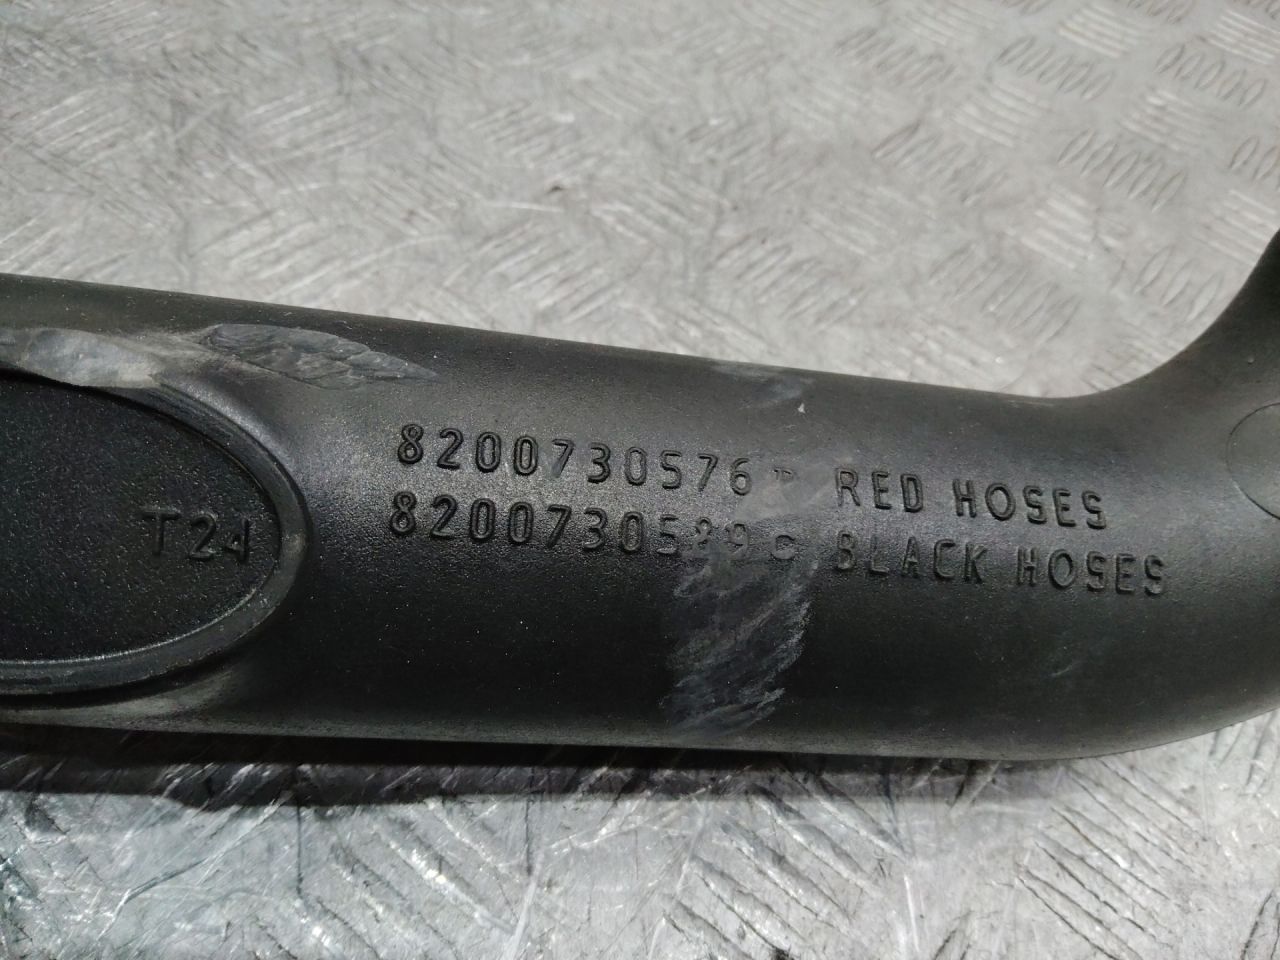 8200730576 RED HOSES
BLACK HOSES
T24